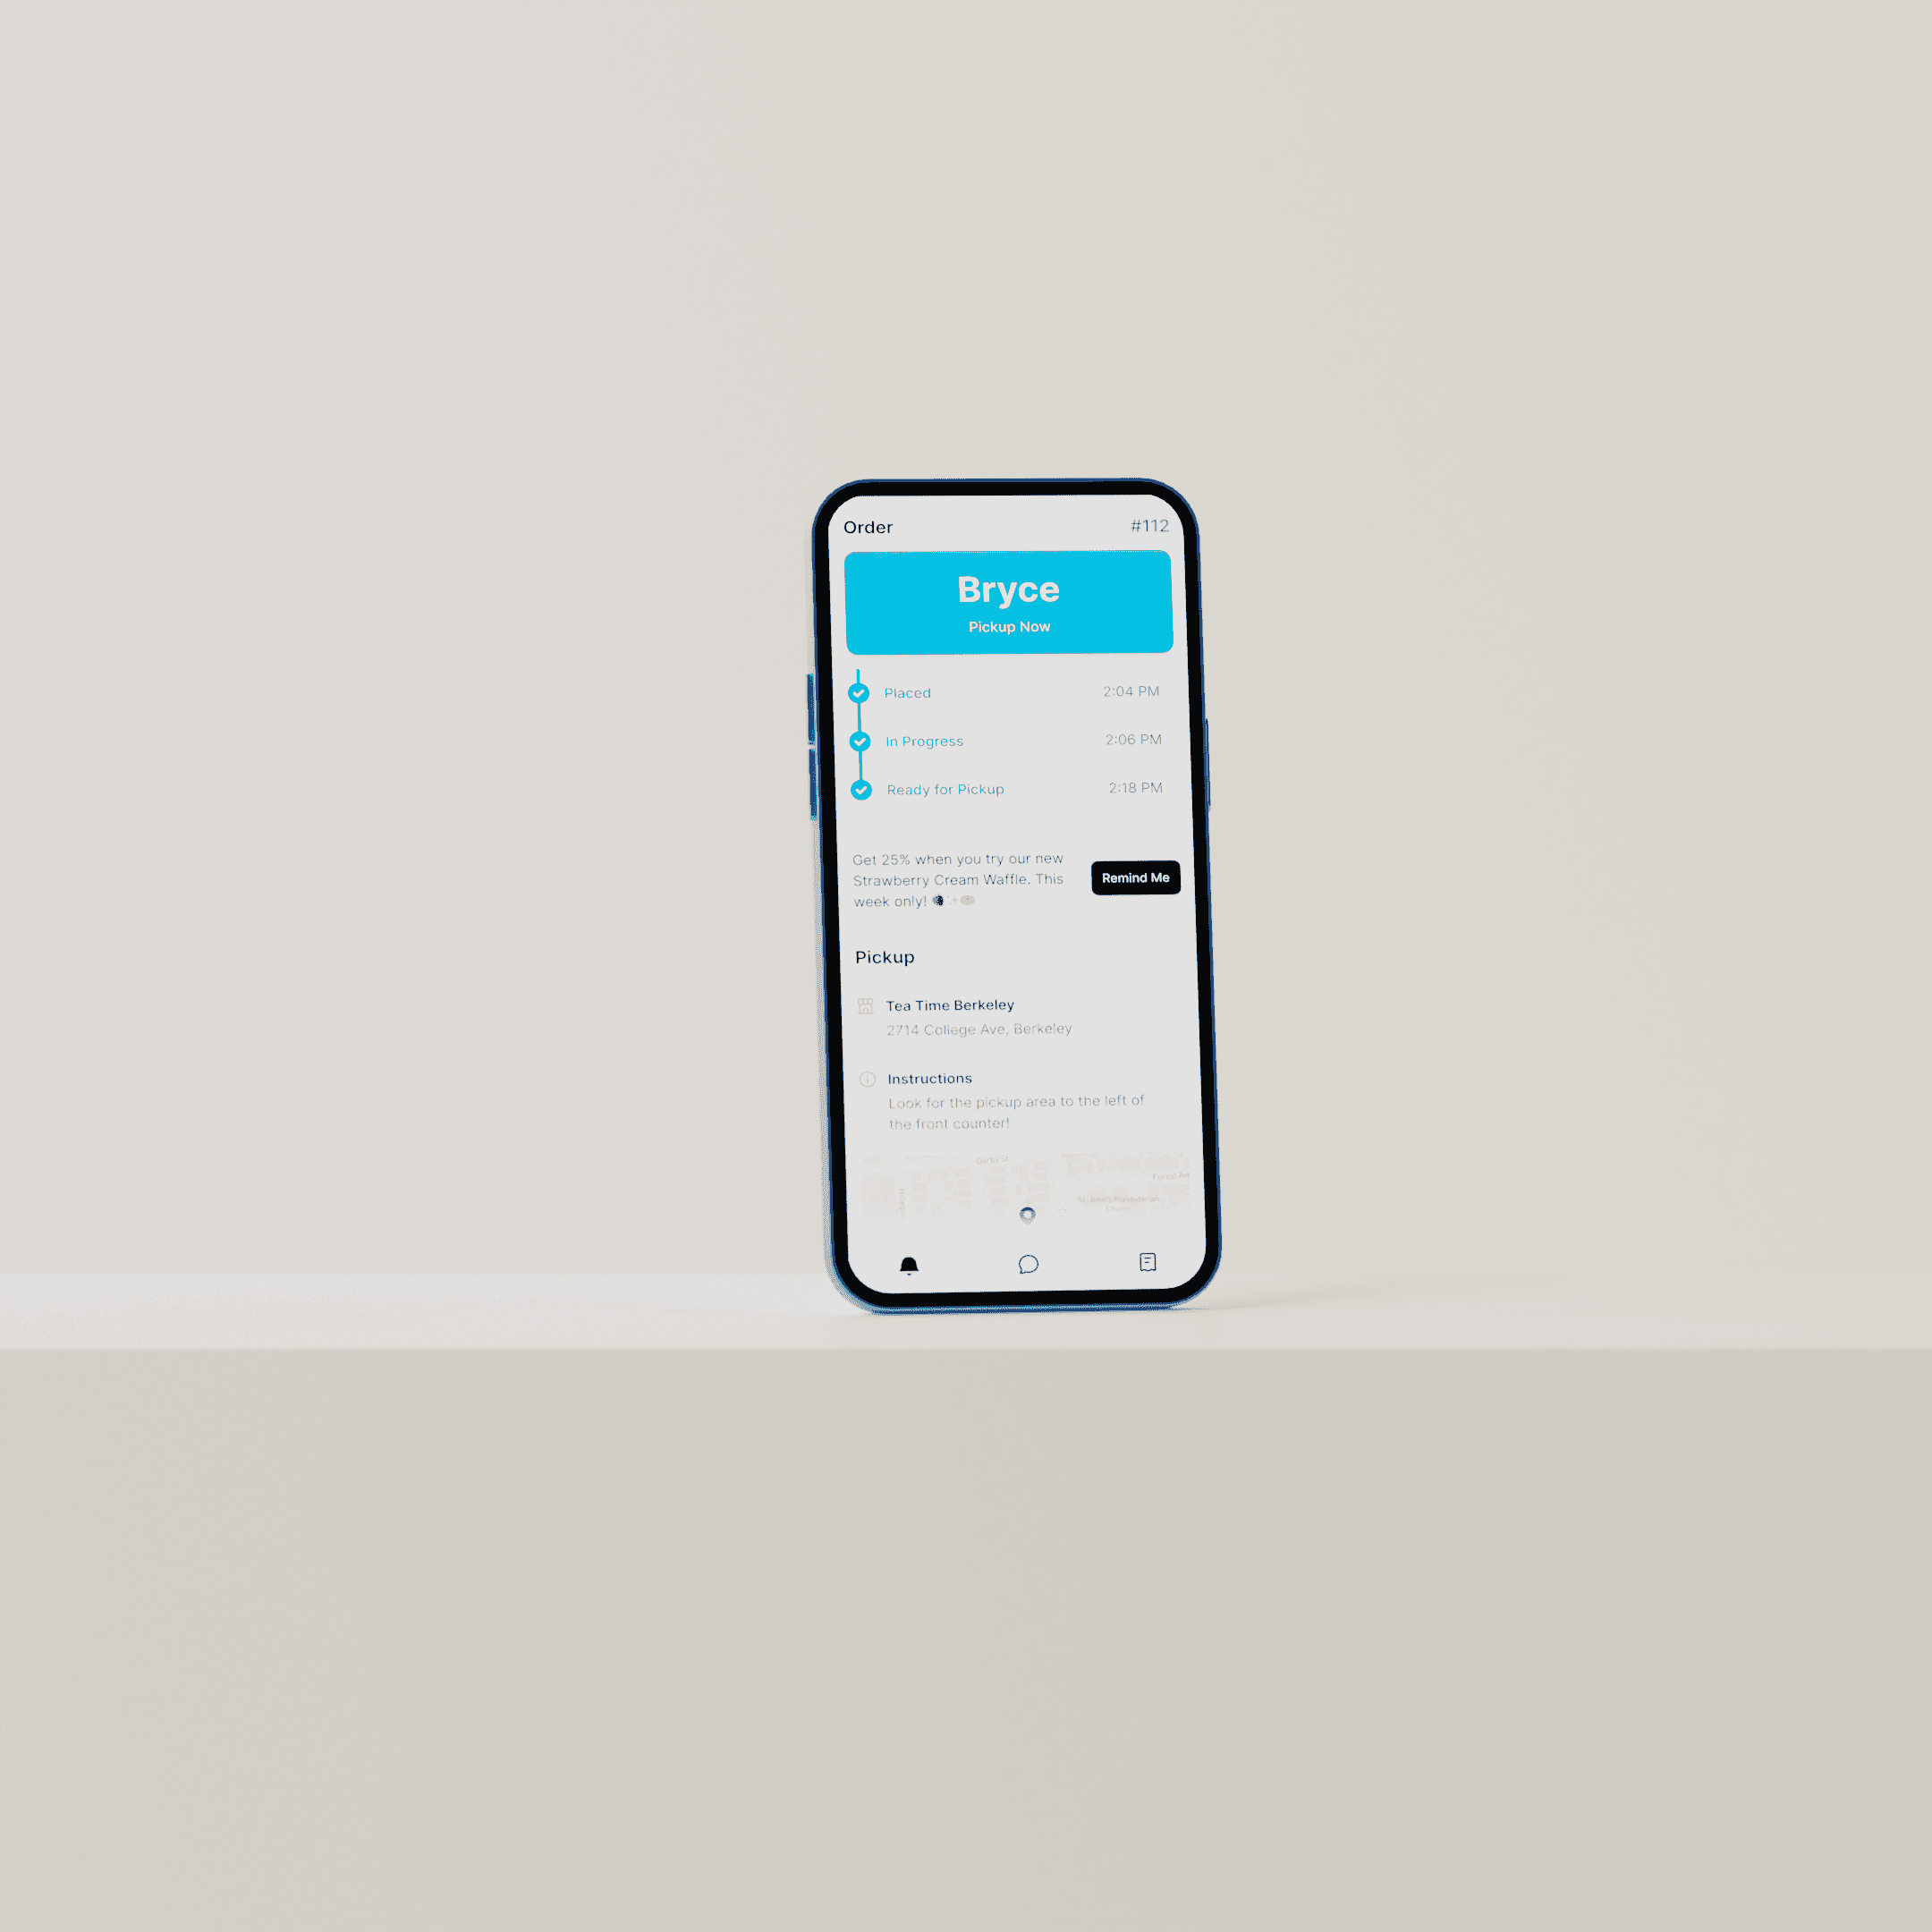 Order
#112
Bryce
Pickup Now
Placed
2:04 PM
In Progress
2:06 PM
Ready for Pickup
2:18 PM
Get 25% when you try our new
Strawberry Cream Waffle. This
week only!
Remind Me
Pickup
Tea Time Berkeley
2714 College Ave, Berkeley
Instructions
Look for the pickup area to the left of
the front counter!
Derby St
Forest Ave
St. John's Presbyterian
Church